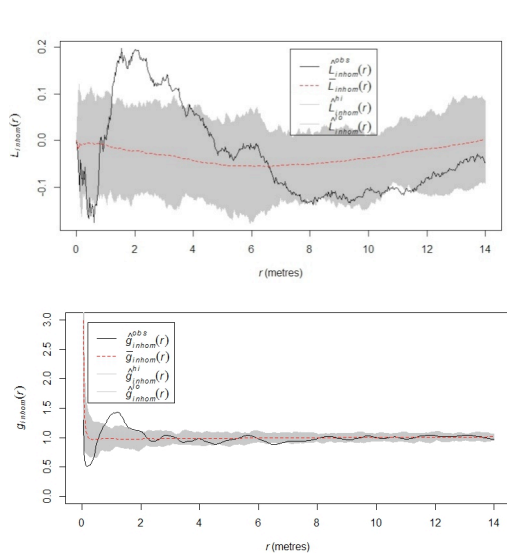 0.2
0.1
0.0
-0.1
L_inhom(r)
L̂^obs_inhom(r)
L̄_inhom(r)
L̂^hi_inhom(r)
L̂^lo_inhom(r)
0 2 4 6 8 10 12 14
r (metres)
3.0
2.5
2.0
1.5
1.0
0.5
0.0
g_inhom(r)
ĝ^obs_inhom(r)
ḡ_inhom(r)
ĝ^hi_inhom(r)
ĝ^lo_inhom(r)
0 2 4 6 8 10 12 14
r (metres)